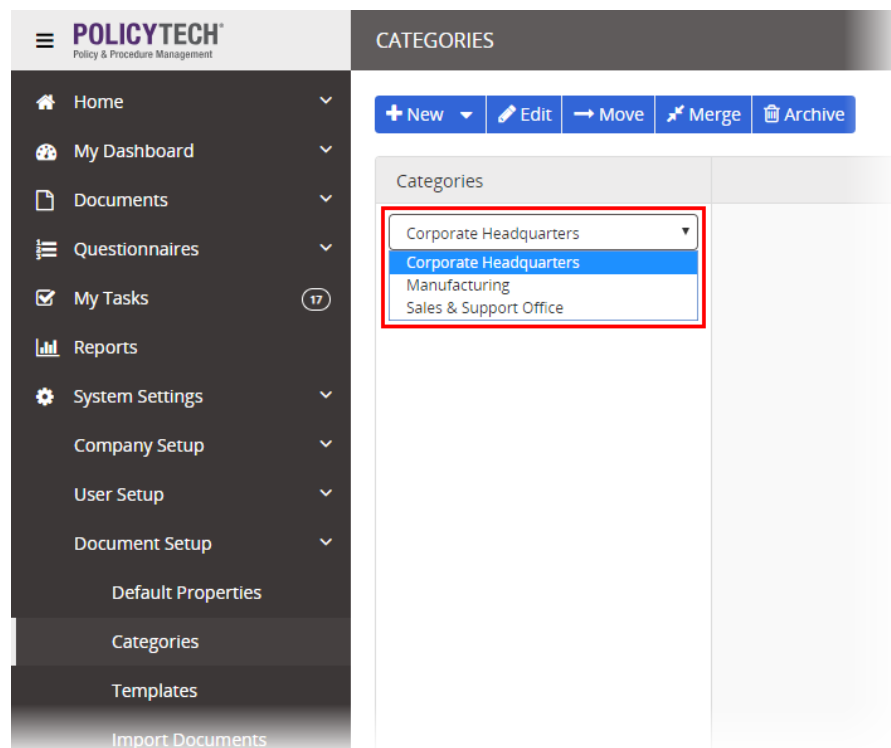 POLICYTECH®
Policy & Procedure Management
CATEGORIES
Home
My Dashboard
Documents
Questionnaires
My Tasks
17
Reports
System Settings
Company Setup
User Setup
Document Setup
Default Properties
Categories
Templates
Import Documents
New
Edit
Move
Merge
Archive
Categories
Corporate Headquarters
Corporate Headquarters
Manufacturing
Sales & Support Office